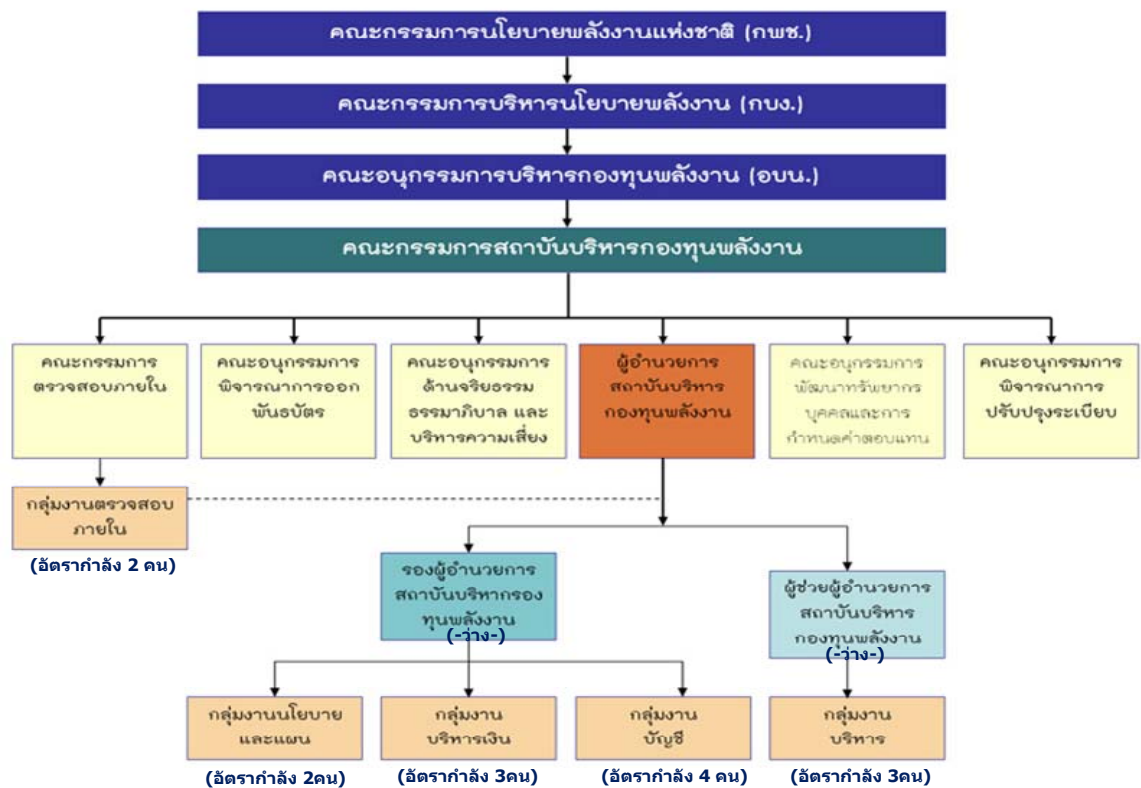 คณะกรรมการนโยบายพลังงานแห่งชาติ (กพช.)
คณะกรรมการบริหารนโยบายพลังงาน (กบง.)
คณะอนุกรรมการบริหารกองทุนพลังงาน (อบน.)
คณะกรรมการสถาบันบริหารกองทุนพลังงาน
คณะกรรมการ
ตรวจสอบภายใน
คณะอนุกรรมการ
พิจารณาการออก
พันธบัตร
คณะอนุกรรมการ
ด้านจริยธรรม
ธรรมาภิบาล และ
บริหารความเสี่ยง
ผู้อำนวยการ
สถาบันบริหาร
กองทุนพลังงาน
คณะอนุกรรมการ
พัฒนาทรัพยากร
บุคคลและการ
กำหนดค่าตอบแทน
คณะอนุกรรมการ
พิจารณาการ
ปรับปรุงระเบียบ
กลุ่มงานตรวจสอบ
ภายใน
(อัตรากำลัง 2 คน)
รองผู้อำนวยการ
สถาบันบริหากรอง
ทุนพลังงาน
(-ว่าง-)
ผู้ช่วยผู้อำนวยการ
สถาบันบริหาร
กองทุนพลังงาน
(-ว่าง-)
กลุ่มงานนโยบาย
และแผน
(อัตรากำลัง 2คน)
กลุ่มงาน
บริหารเงิน
(อัตรากำลัง 3คน)
กลุ่มงาน
บัญชี
(อัตรากำลัง 4 คน)
กลุ่มงาน
บริหาร
(อัตรากำลัง 3คน)